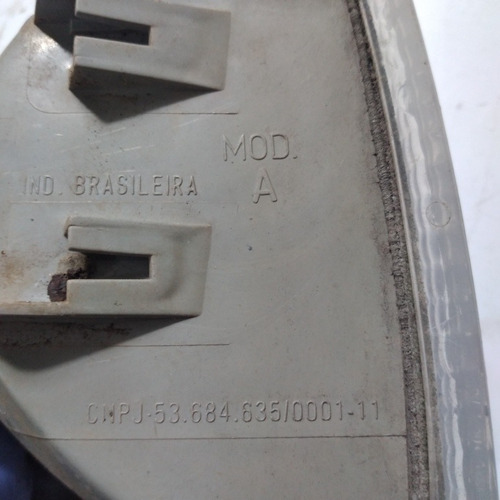 MOD.
A
IND. BRASILEIRA
CNPJ-53.684.635/0001-11